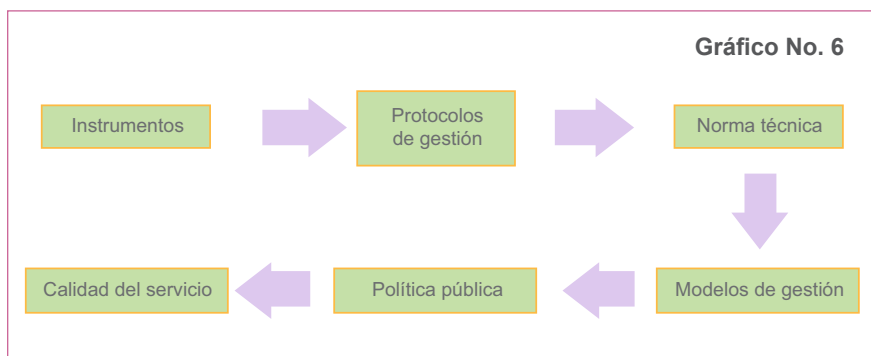 Gráfico No. 6
Instrumentos
Protocolos
de gestión
Norma técnica
Modelos de gestión
Política pública
Calidad del servicio